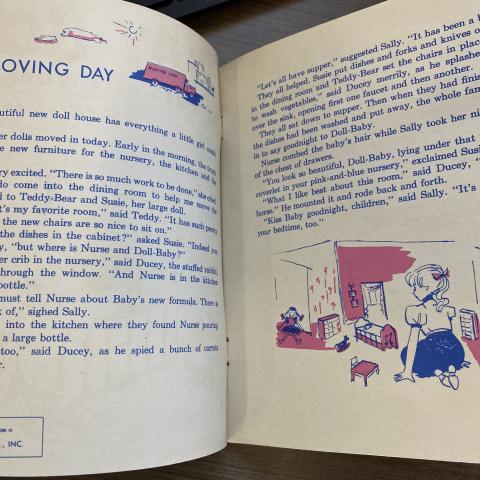 OVING DAY
MOVING VAN
autiful new doll house has everything a little girl
er dolls moved in today. Early in the morning, the truck
e new furniture for the nursery, the kitchen and the
ry excited. "There is so much work to be done," she cried.
do come into the dining room to help me move the
d to Teddy-Bear and Susie, her large doll.
t's my favorite room," said Teddy. "It has such pretty
the new chairs are so nice to sit on."
the dishes in the cabinet?" asked Susie. "Indeed you
y, "but where is Nurse and Doll-Baby?"
er crib in the nursery," said Ducey, the stuffed rabbit,
through the window. "And Nurse is in the kitchen
bottle."
must tell Nurse about Baby's new formula. There is
k of," sighed Sally.
into the kitchen where they found Nurse pouring
a large bottle.
too," said Ducey, as he spied a bunch of carrots
r.
., INC.
"Let's all have supper," suggested Sally. "It has been a
They all helped. Susie put dishes and forks and knives o
in the dining room and Teddy-Bear set the chairs in place
to wash vegetables," said Ducey merrily, as he splashe
over the sink, opening first one faucet and then another.
They all sat down to supper. Then when they had finis
the dishes had been washed and put away, the whole fam
in to say goodnight to Doll-Baby.
Nurse combed the baby's hair while Sally took her ni
of the chest of drawers.
"You look so beautiful, Doll-Baby, lying under that
coverlet in your pink-and-blue nursery," exclaimed Susi
"What I like best about this room," said Ducey, "
horse." He mounted it and rode back and forth.
"Kiss Baby goodnight, children," said Sally. "It's
your bedtime, too."